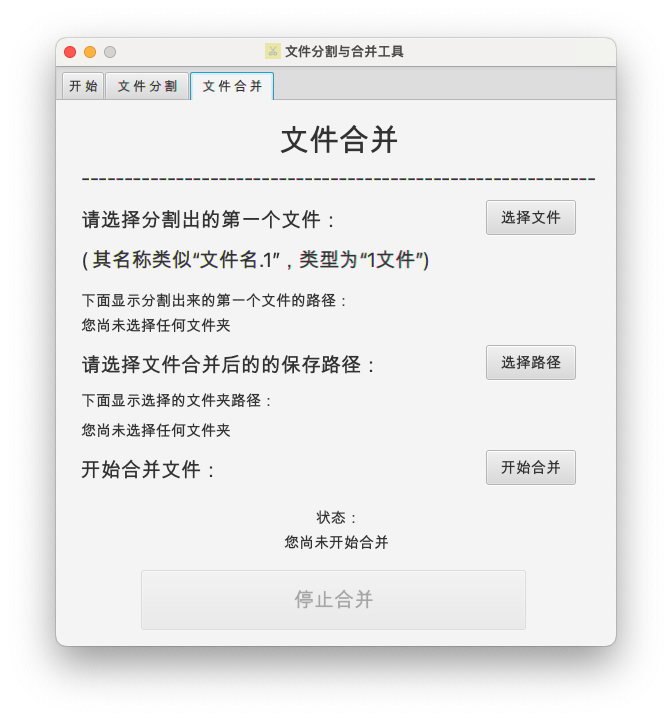 文件分割与合并工具
开始 文件分割 文件合并
文件合并
请选择分割出的第一个文件： 选择文件
(其名称类似“文件名.1”，类型为“1文件”)
下面显示分割出来的第一个文件的路径：
您尚未选择任何文件夹
请选择文件合并后的的保存路径： 选择路径
下面显示选择的文件夹路径：
您尚未选择任何文件夹
开始合并文件： 开始合并
状态：
您尚未开始合并
停止合并